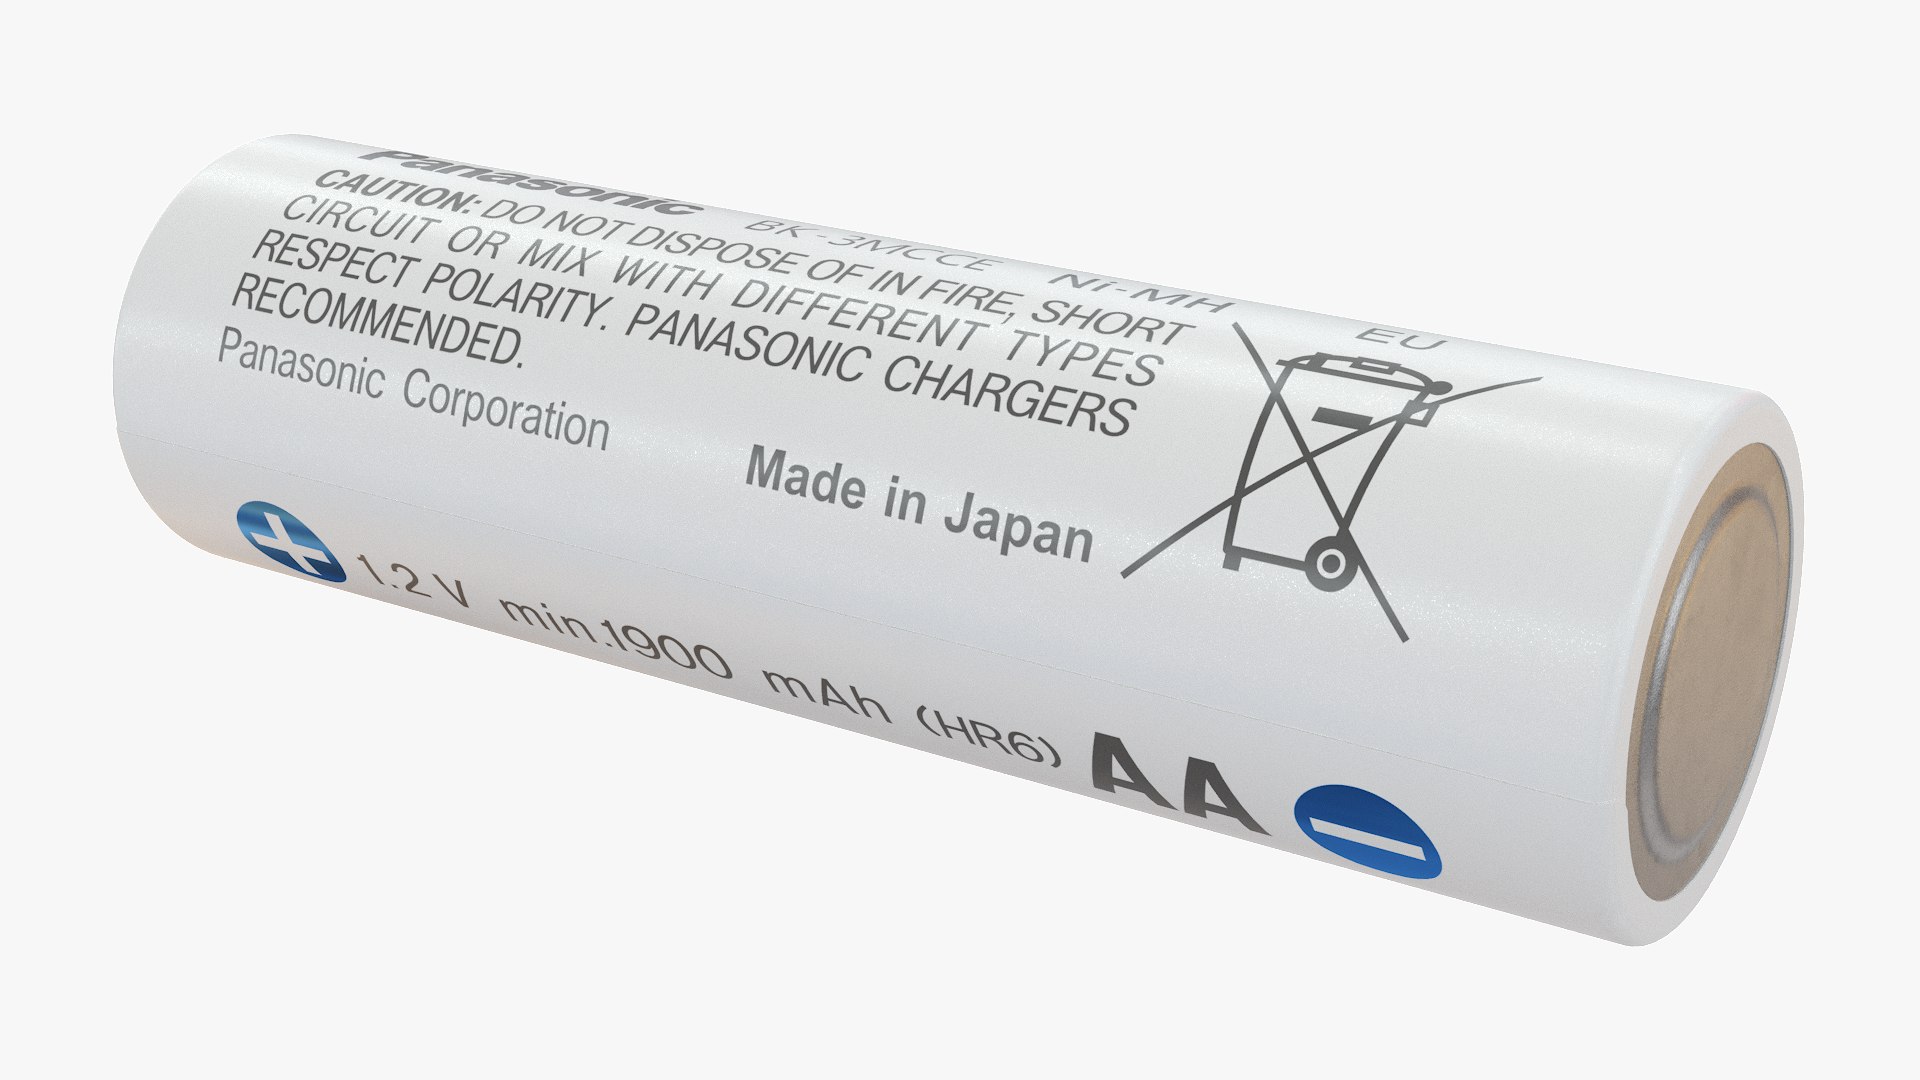 Panasonic BK-3MCCE Ni-MH EU
CAUTION: DO NOT DISPOSE OF IN FIRE, SHORT
CIRCUIT OR MIX WITH DIFFERENT TYPES
RESPECT POLARITY. PANASONIC CHARGERS
RECOMMENDED.
Panasonic Corporation
Made in Japan
+ 1.2 V min.1900 mAh (HR6) AA −